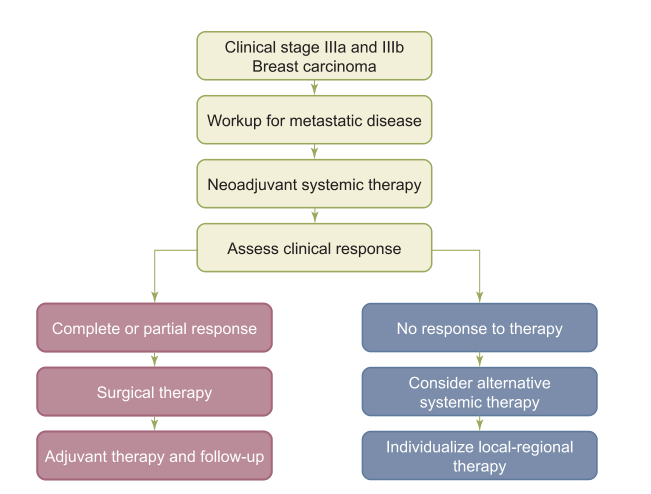 Clinical stage IIIa and IIIb
Breast carcinoma
Workup for metastatic disease
Neoadjuvant systemic therapy
Assess clinical response
Complete or partial response
Surgical therapy
Adjuvant therapy and follow-up
No response to therapy
Consider alternative
systemic therapy
Individualize local-regional
therapy